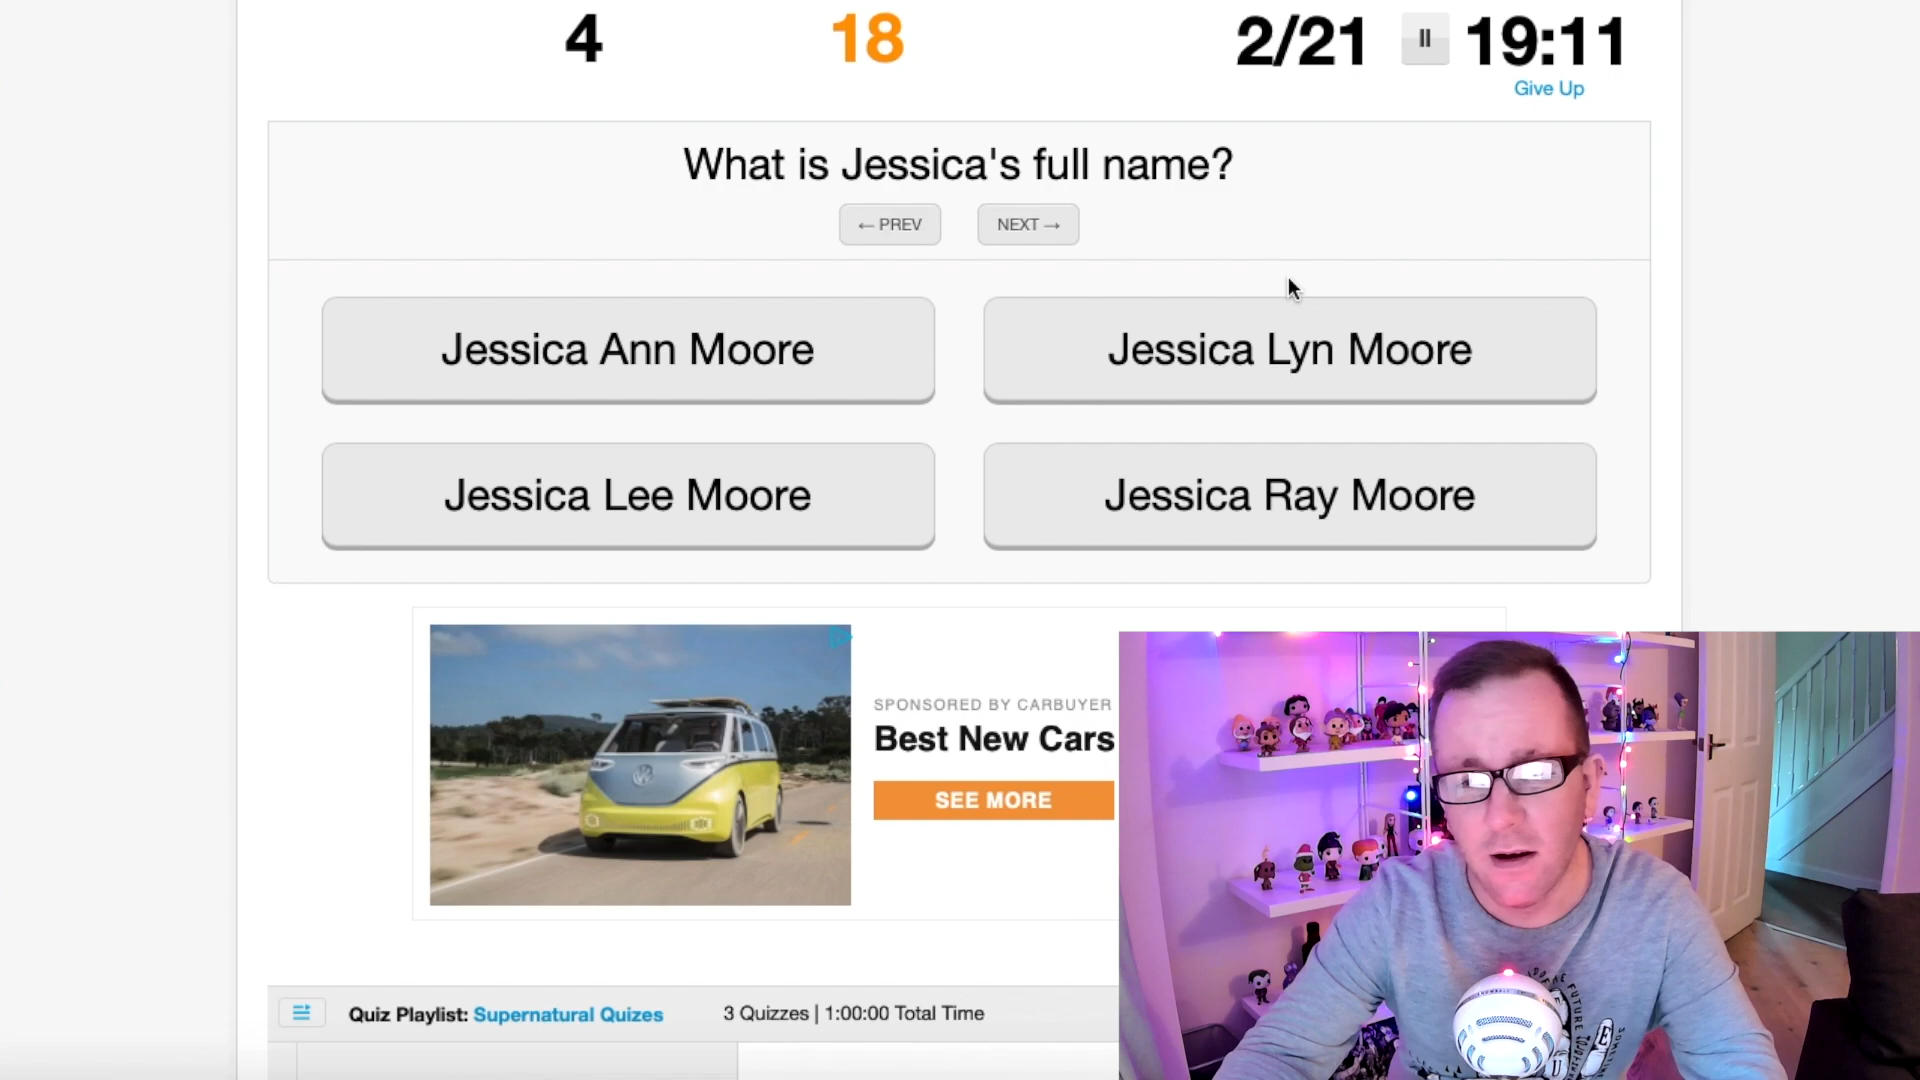 4 18 2/21 19:11
Give Up
What is Jessica's full name?
← PREV NEXT →
Jessica Ann Moore Jessica Lyn Moore
Jessica Lee Moore Jessica Ray Moore
SPONSORED BY CARBUYER
Best New Cars
SEE MORE
Quiz Playlist: Supernatural Quizes 3 Quizzes | 1:00:00 Total Time